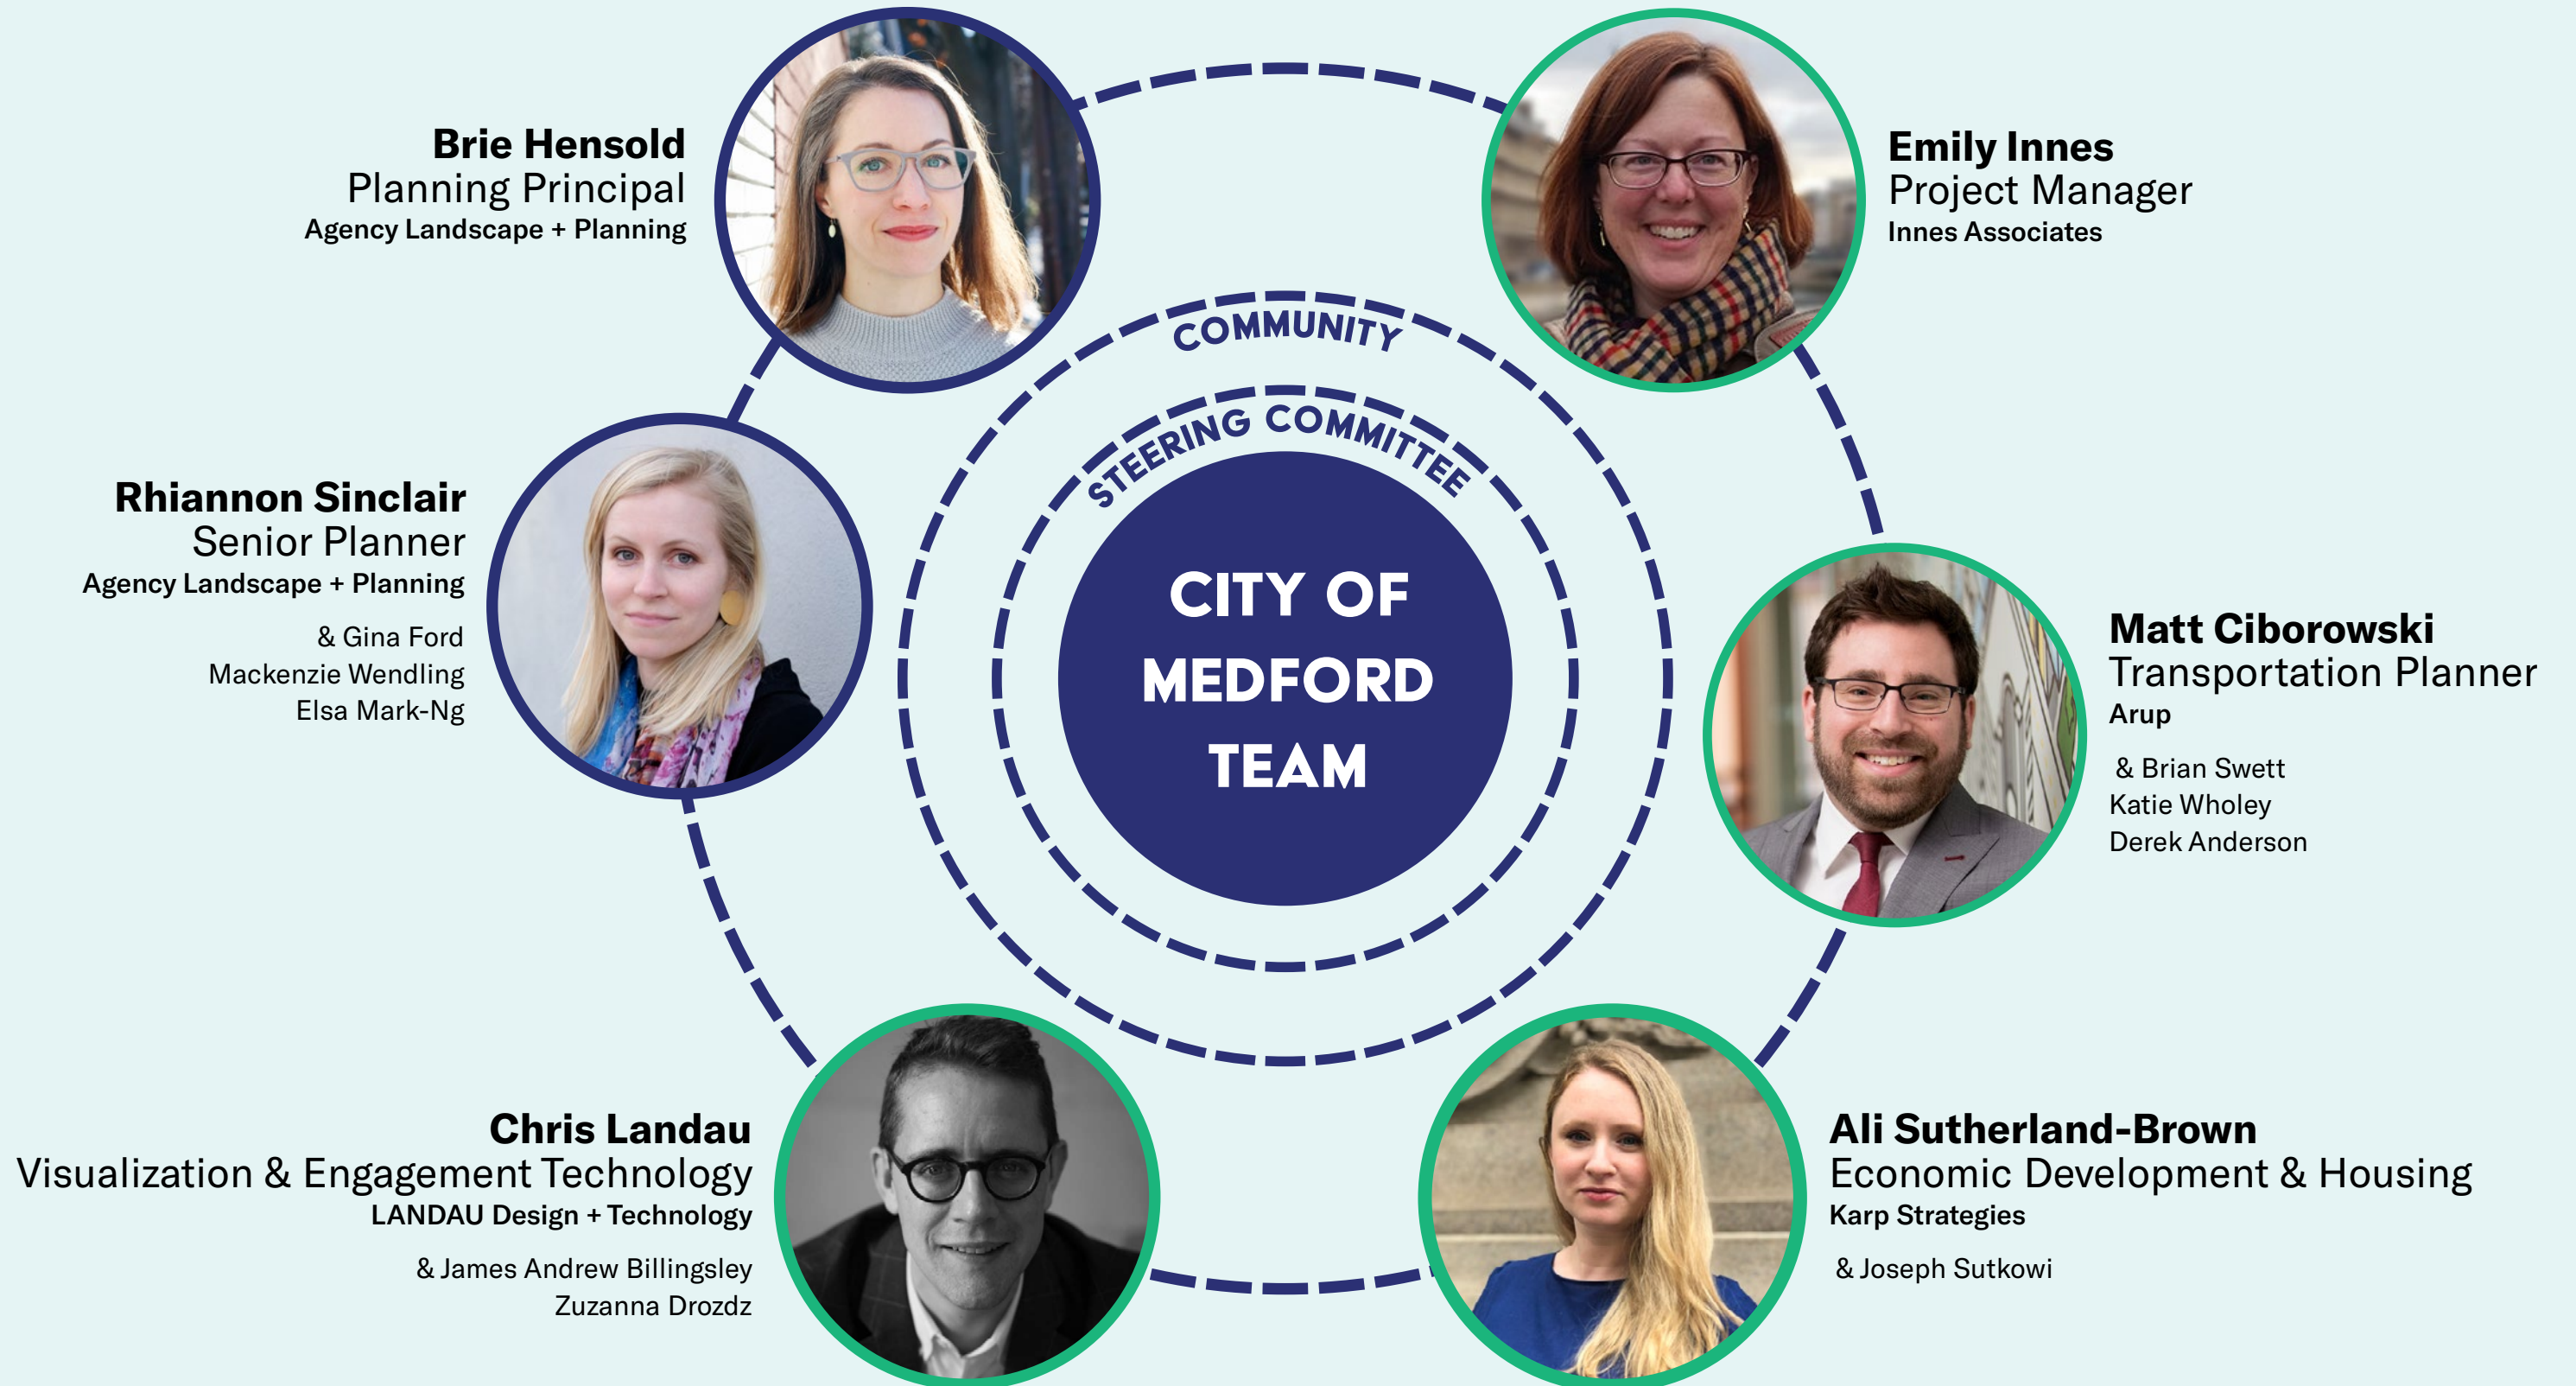 Brie Hensold
Planning Principal
Agency Landscape + Planning
Emily Innes
Project Manager
Innes Associates
COMMUNITY
STEERING COMMITTEE
CITY OF
MEDFORD
TEAM
Rhiannon Sinclair
Senior Planner
Agency Landscape + Planning
& Gina Ford
Mackenzie Wendling
Elsa Mark-Ng
Matt Ciborowski
Transportation Planner
Arup
& Brian Swett
Katie Wholey
Derek Anderson
Chris Landau
Visualization & Engagement Technology
LANDAU Design + Technology
& James Andrew Billingsley
Zuzanna Drozdz
Ali Sutherland-Brown
Economic Development & Housing
Karp Strategies
& Joseph Sutkowi